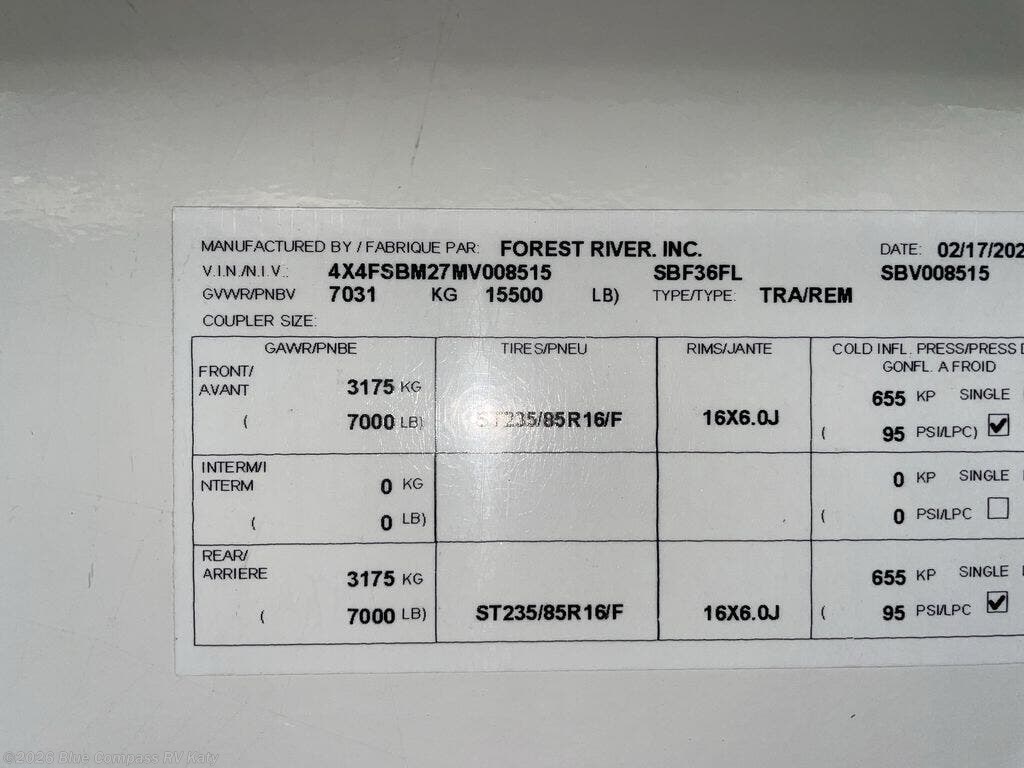 MANUFACTURED BY / FABRIQUE PAR: FOREST RIVER. INC. DATE: 02/17/202
V.I.N./N.I.V.: 4X4FSBM27MV008515 SBF36FL SBV008515
GVWR/PNBV 7031 KG 15500 LB) TYPE/TYPE: TRA/REM
COUPLER SIZE:
GAWR/PNBE TIRES/PNEU RIMS/JANTE COLD INFL. PRESS/PRESS D
GONFL. A FROID
FRONT/
AVANT 3175 KG 655 KP SINGLE
( 7000 LB) ST235/85R16/F 16X6.0J ( 95 PSI/LPC)
INTERM/I
NTERM 0 KG 0 KP SINGLE
( 0 LB) ( 0 PSI/LPC
REAR/
ARRIERE 3175 KG 655 KP SINGLE
( 7000 LB) ST235/85R16/F 16X6.0J ( 95 PSI/LPC
©2026 Blue Compass RV Katy